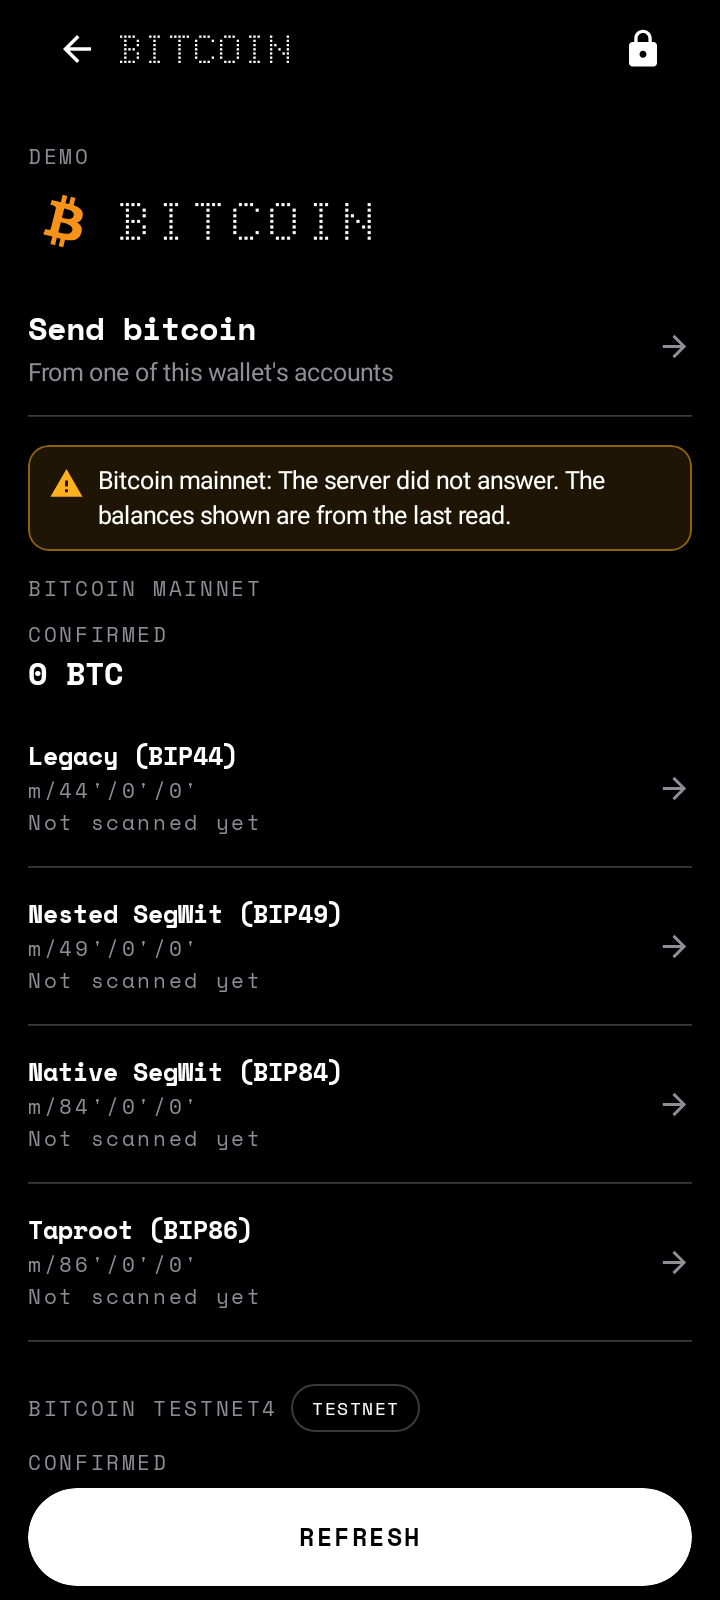 BITCOIN
DEMO
BITCOIN
Send bitcoin
From one of this wallet's accounts
Bitcoin mainnet: The server did not answer. The
balances shown are from the last read.
BITCOIN MAINNET
CONFIRMED
0 BTC
Legacy (BIP44)
m/44'/0'/0'
Not scanned yet
Nested SegWit (BIP49)
m/49'/0'/0'
Not scanned yet
Native SegWit (BIP84)
m/84'/0'/0'
Not scanned yet
Taproot (BIP86)
m/86'/0'/0'
Not scanned yet
BITCOIN TESTNET4 TESTNET
CONFIRMED
REFRESH